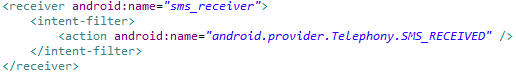 <receiver android:name="sms_receiver">
<intent-filter>
<action android:name="android.provider.Telephony.SMS_RECEIVED" />
</intent-filter>
</receiver>